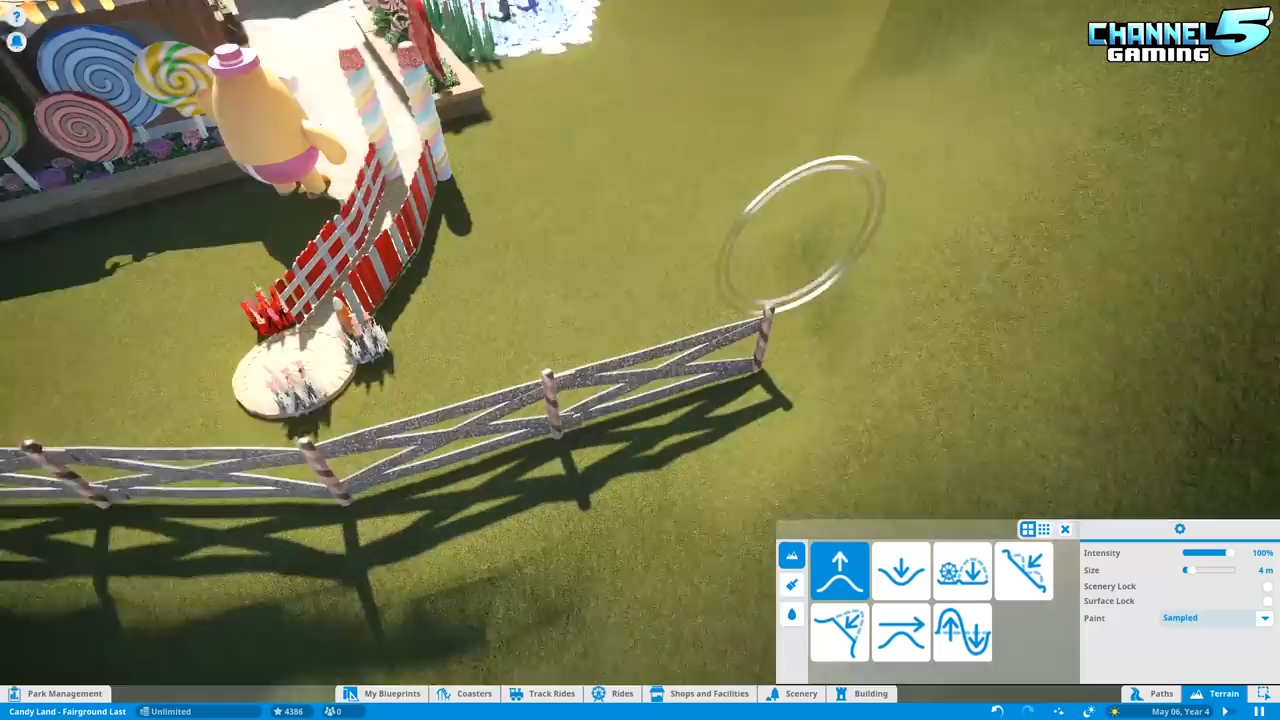 ?
CHANNEL 5
GAMING
Intensity 100%
Size 4 m
Scenery Lock
Surface Lock
Paint Sampled
Park Management My Blueprints Coasters Track Rides Rides Shops and Facilities Scenery Building Paths Terrain
Candy Land - Fairground Last Unlimited 4386 0 May 06, Year 4